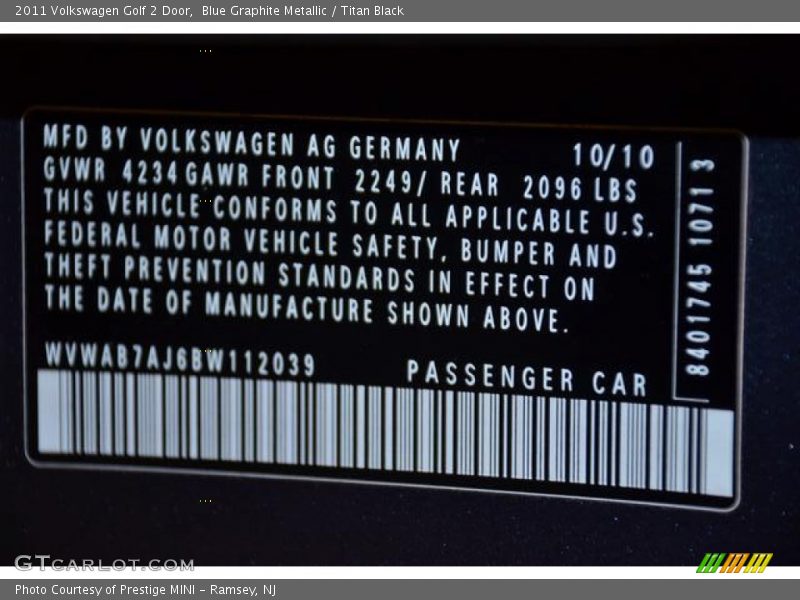 2011 Volkswagen Golf 2 Door, Blue Graphite Metallic / Titan Black
MFD BY VOLKSWAGEN AG GERMANY 10/10
GVWR 4234 GAWR FRONT 2249/ REAR 2096 LBS
THIS VEHICLE CONFORMS TO ALL APPLICABLE U.S.
FEDERAL MOTOR VEHICLE SAFETY, BUMPER AND
THEFT PREVENTION STANDARDS IN EFFECT ON
THE DATE OF MANUFACTURE SHOWN ABOVE.
WVWAB7AJ6BW112039 PASSENGER CAR
8401745 1071 3
GTCARLOT.COM
Photo Courtesy of Prestige MINI - Ramsey, NJ